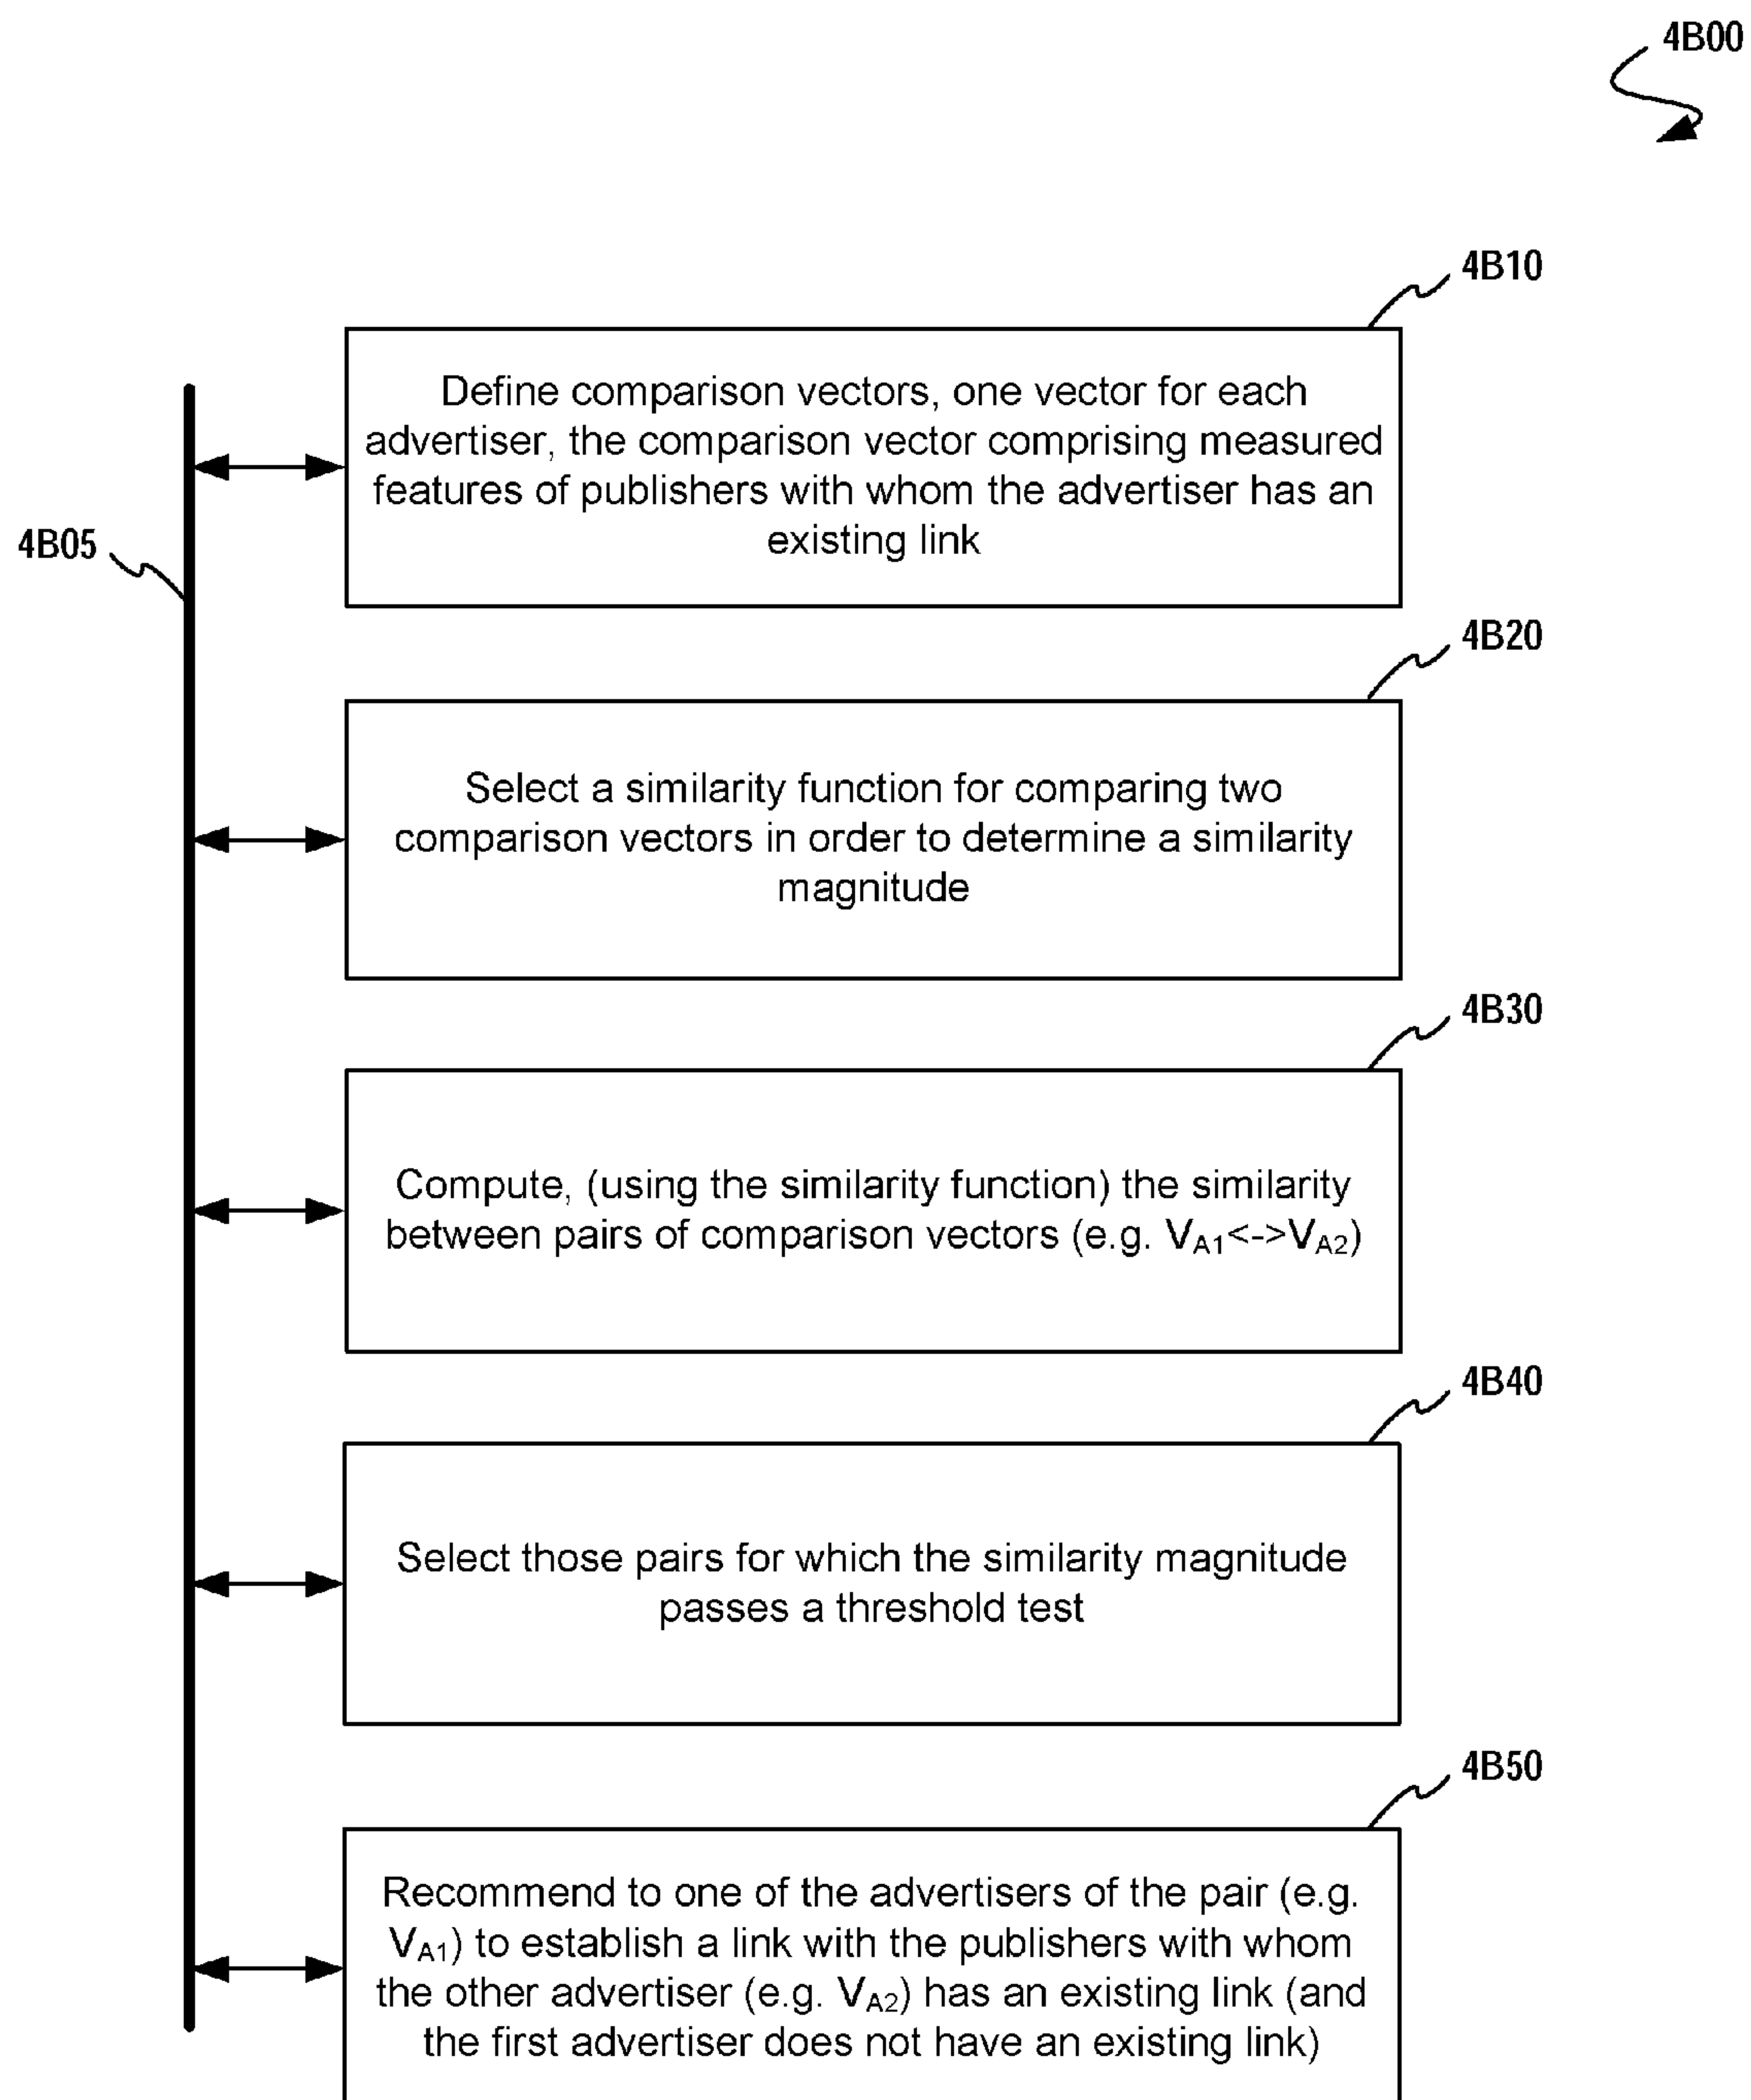 4B00
4B10
Define comparison vectors, one vector for each
advertiser, the comparison vector comprising measured
features of publishers with whom the advertiser has an
existing link
4B05
4B20
Select a similarity function for comparing two
comparison vectors in order to determine a similarity
magnitude
4B30
Compute, (using the similarity function) the similarity
between pairs of comparison vectors (e.g. VA1<->VA2)
4B40
Select those pairs for which the similarity magnitude
passes a threshold test
4B50
Recommend to one of the advertisers of the pair (e.g.
VA1) to establish a link with the publishers with whom
the other advertiser (e.g. VA2) has an existing link (and
the first advertiser does not have an existing link)